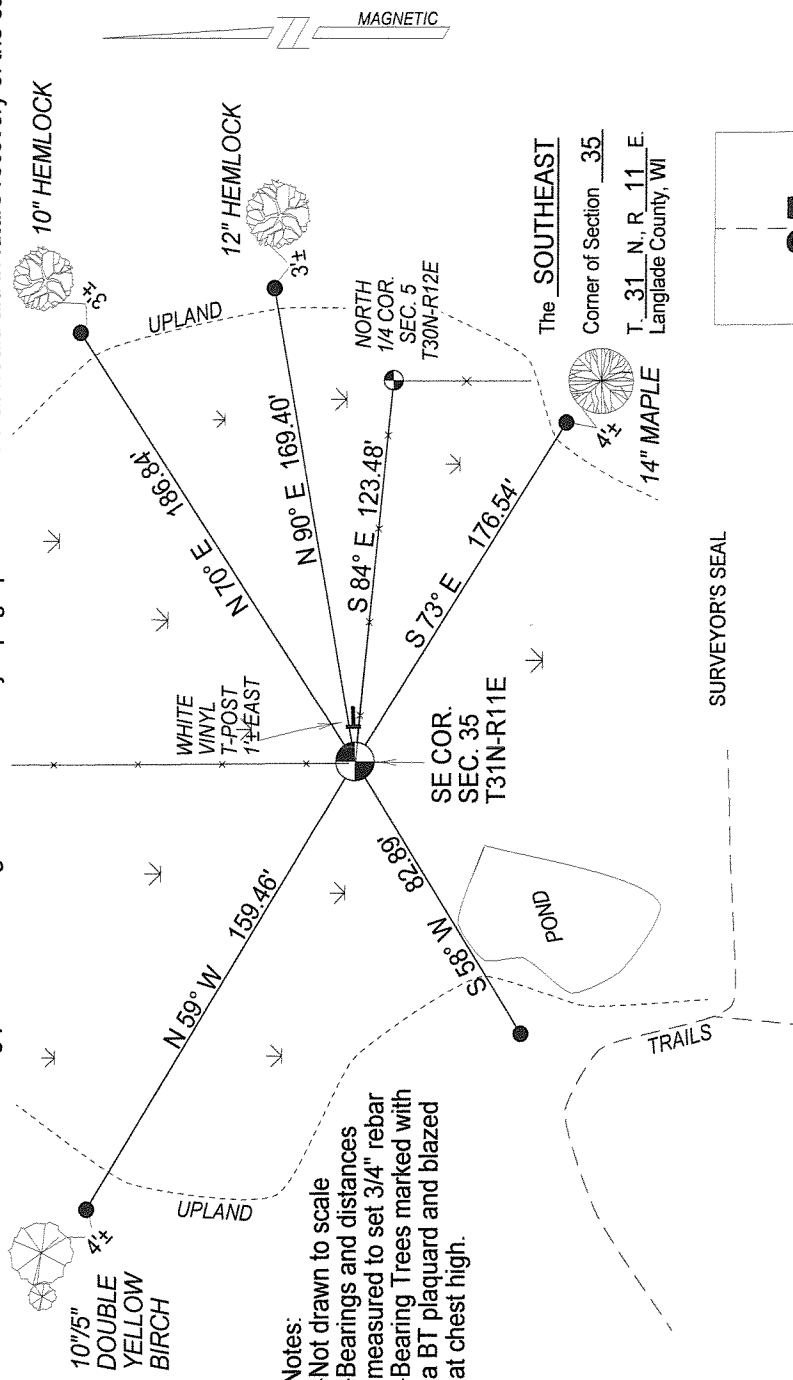 MAGNETIC
10" HEMLOCK
3'±
12" HEMLOCK
3'±
UPLAND
N 70° E 186.84'
N 90° E 169.40'
NORTH
1/4 COR.
SEC. 5
T30N-R12E
S 84° E 123.48'
S 73° E 176.54'
4'±
14" MAPLE
WHITE
VINYL
T-POST
1'± EAST
SE COR.
SEC. 35
T31N-R11E
N 59° W 159.46'
S 58° W 82.89'
POND
TRAILS
UPLAND
4'±
10"/5"
DOUBLE
YELLOW
BIRCH
Notes:
-Not drawn to scale
-Bearings and distances
measured to set 3/4" rebar
-Bearing Trees marked with
a BT plaquard and blazed
at chest high.
The SOUTHEAST
Corner of Section 35
T. 31 N., R. 11 E.
Langlade County, WI
SURVEYOR'S SEAL